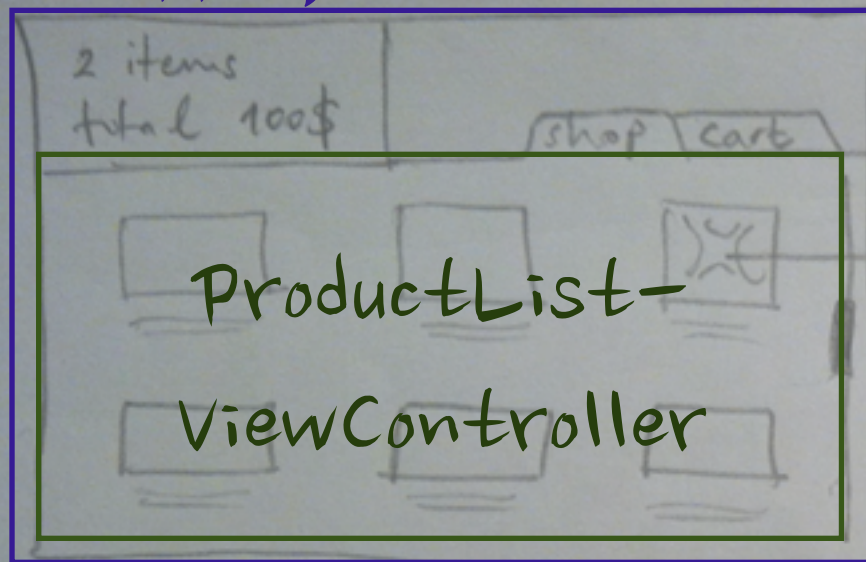 2 items
total 100$
shop cart
ProductList-
ViewController